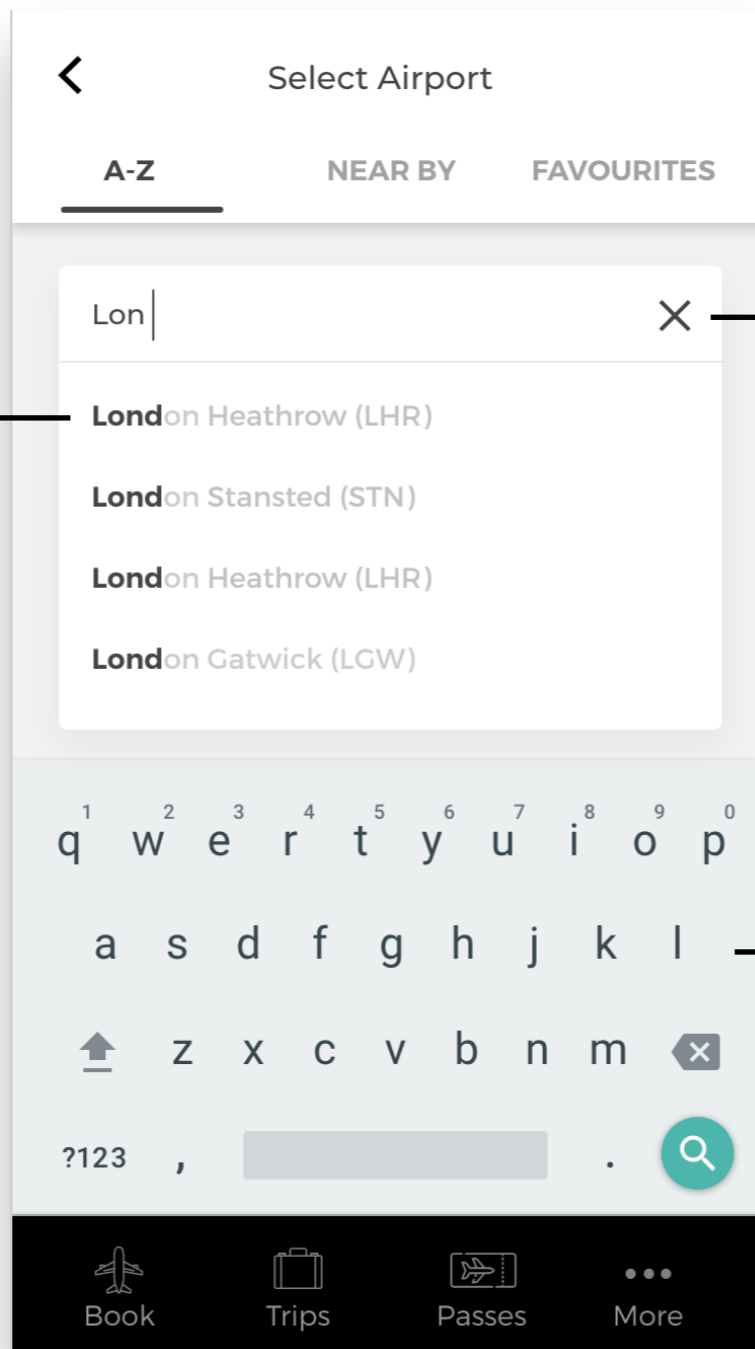 Select Airport
A-Z NEAR BY FAVOURITES
Lon
London Heathrow (LHR)
London Stansted (STN)
London Heathrow (LHR)
London Gatwick (LGW)
1 2 3 4 5 6 7 8 9 0
q w e r t y u i o p
a s d f g h j k l
z x c v b n m
?123 , .
Book Trips Passes More